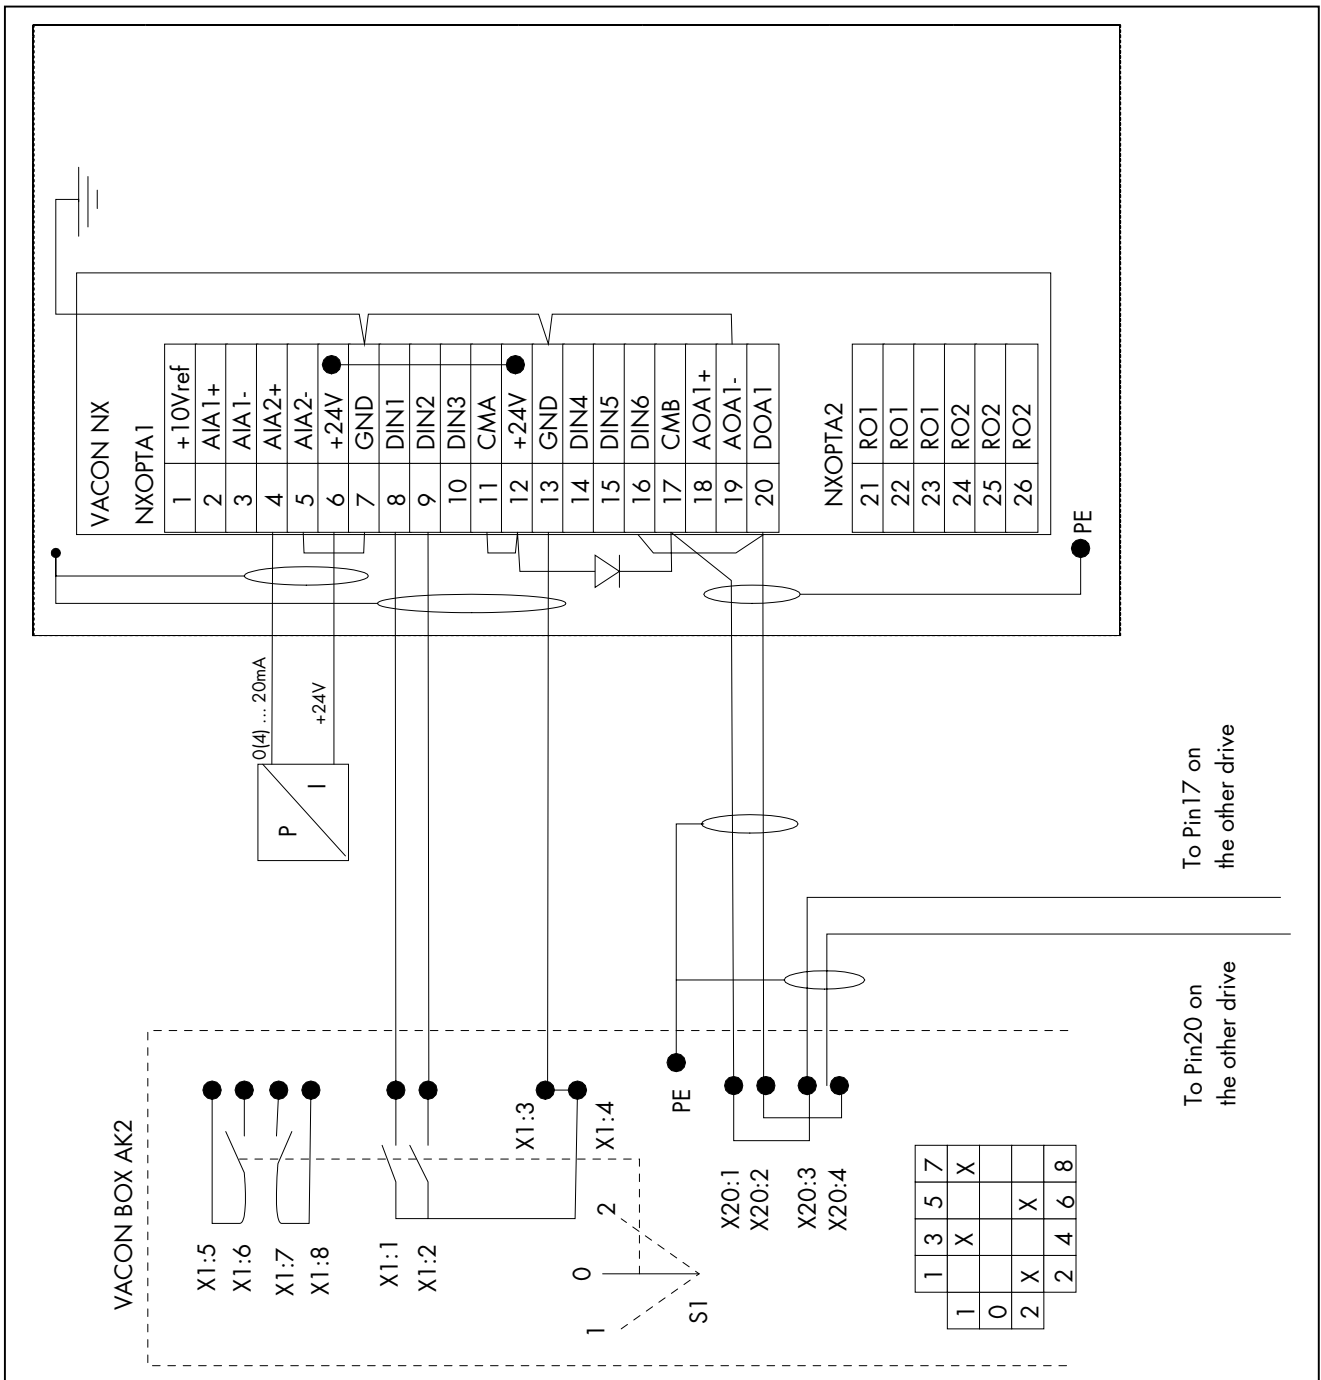 VACON NX
NXOPTA1
1 +10Vref
2 AIA1+
3 AIA1-
4 AIA2+
5 AIA2-
6 +24V
7 GND
8 DIN1
9 DIN2
10 DIN3
11 CMA
12 +24V
13 GND
14 DIN4
15 DIN5
16 DIN6
17 CMB
18 AOA1+
19 AOA1-
20 DOA1
NXOPTA2
21 RO1
22 RO1
23 RO1
24 RO2
25 RO2
26 RO2
PE
0(4) ... 20mA
+24V
P
I
To Pin17 on
the other drive
To Pin20 on
the other drive
VACON BOX AK2
X1:5
X1:6
X1:7
X1:8
X1:1
X1:2
X1:3
X1:4
PE
X20:1
X20:2
X20:3
X20:4
1
0
2
S1
1 3 5 7
1 X X
0
2 X X
2 4 6 8